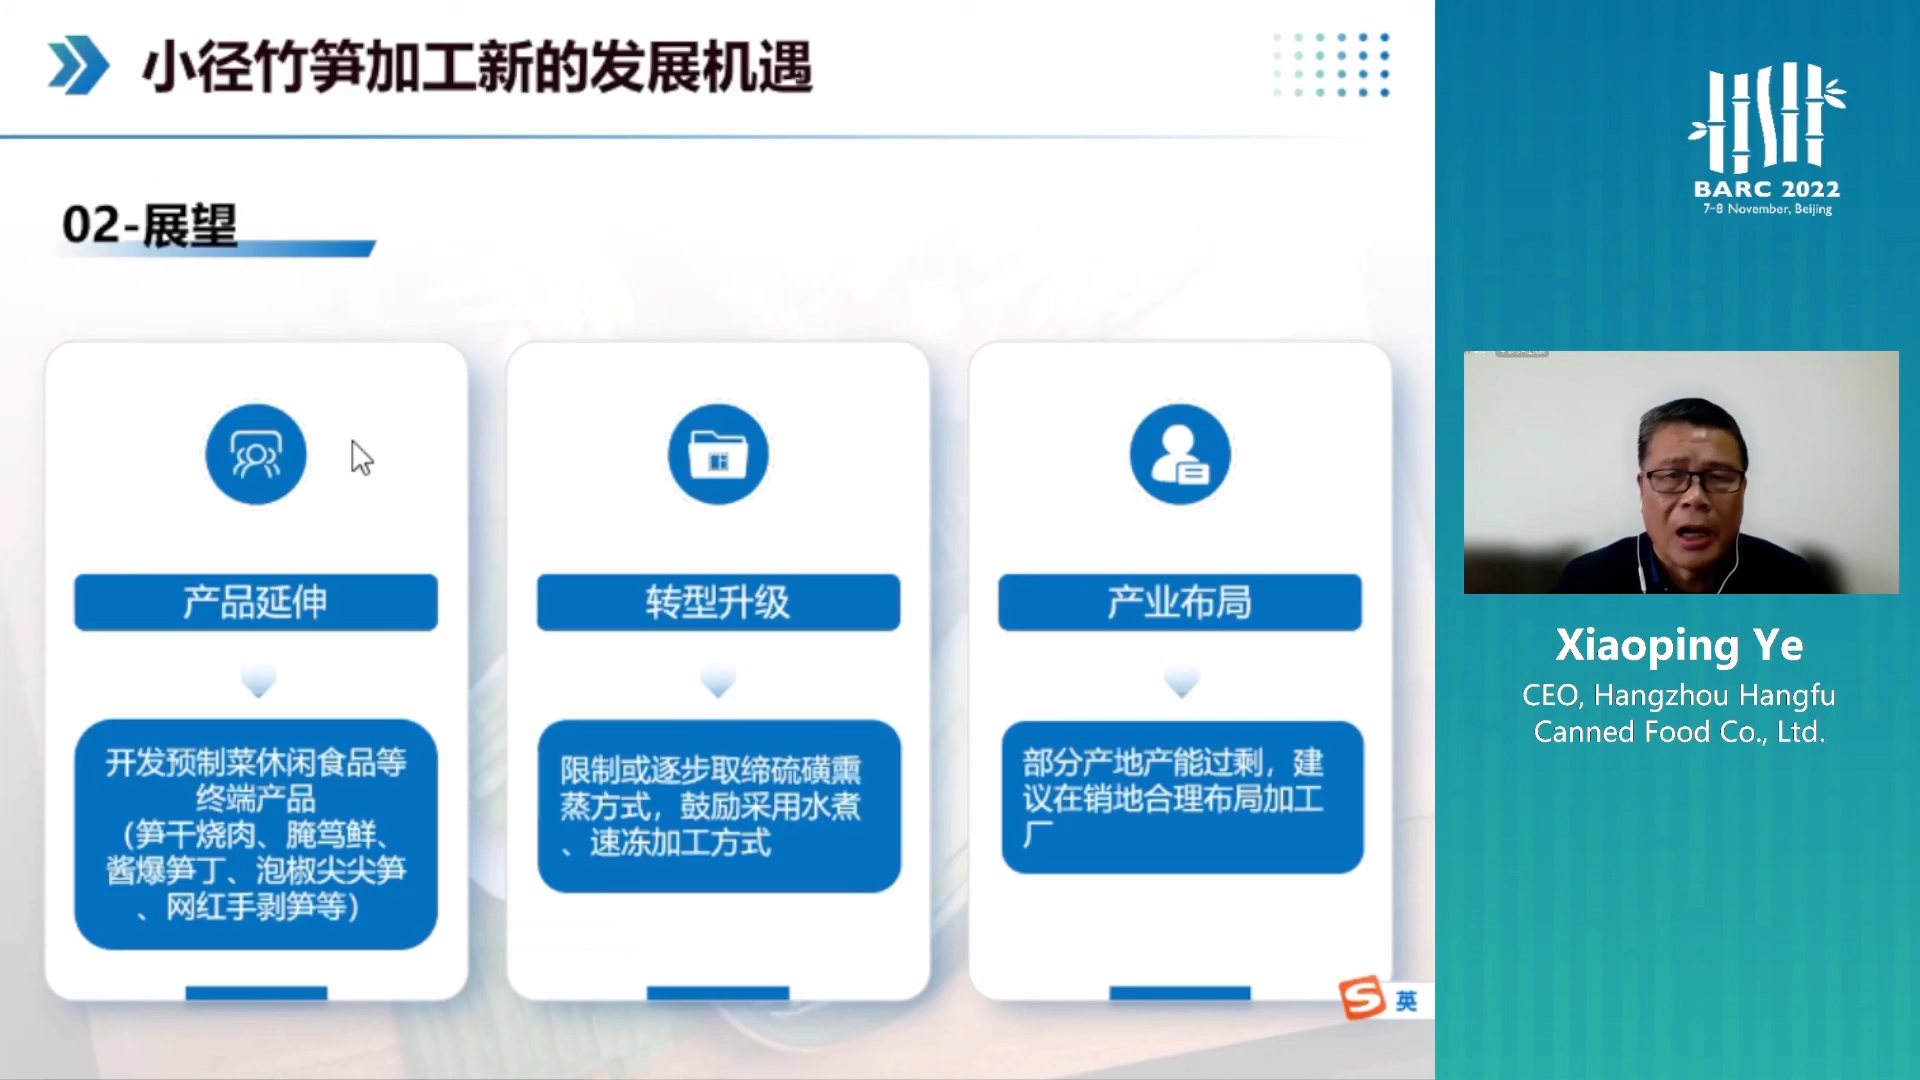 小径竹笋加工新的发展机遇
02-展望
产品延伸
开发预制菜休闲食品等
终端产品
（笋干烧肉、腌笃鲜、
酱爆笋丁、泡椒尖尖笋
、网红手剥笋等）
转型升级
限制或逐步取缔硫磺熏
蒸方式，鼓励采用水煮
、速冻加工方式
产业布局
部分产地产能过剩，建
议在销地合理布局加工
厂
英
BARC 2022
7-8 November, Beijing
Xiaoping Ye
CEO, Hangzhou Hangfu
Canned Food Co., Ltd.